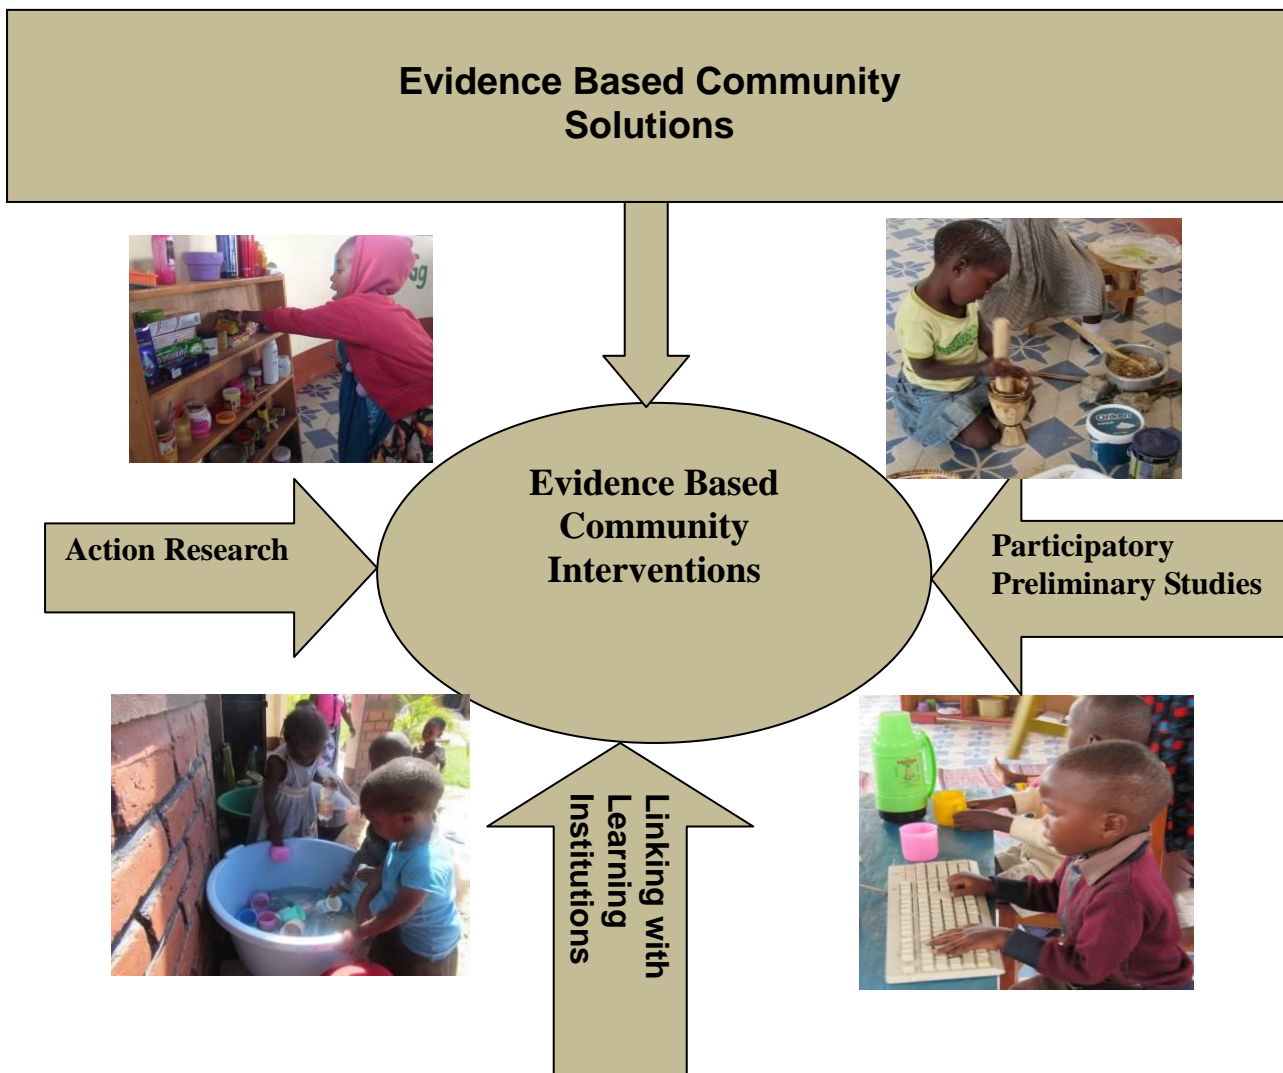 Evidence Based Community
Solutions
Evidence Based
Community
Interventions
Action Research
Participatory
Preliminary Studies
Linking with
Learning
Institutions